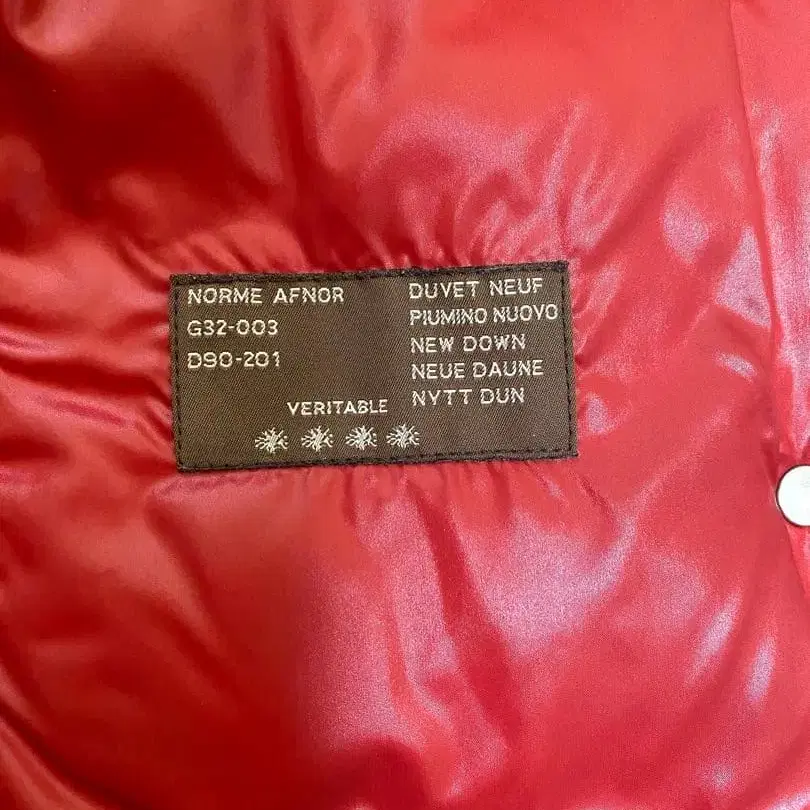 NORME AFNOR
G32-003
D90-201
VERITABLE
DUVET NEUF
PIUMINO NUOVO
NEW DOWN
NEUE DAUNE
NYTT DUN